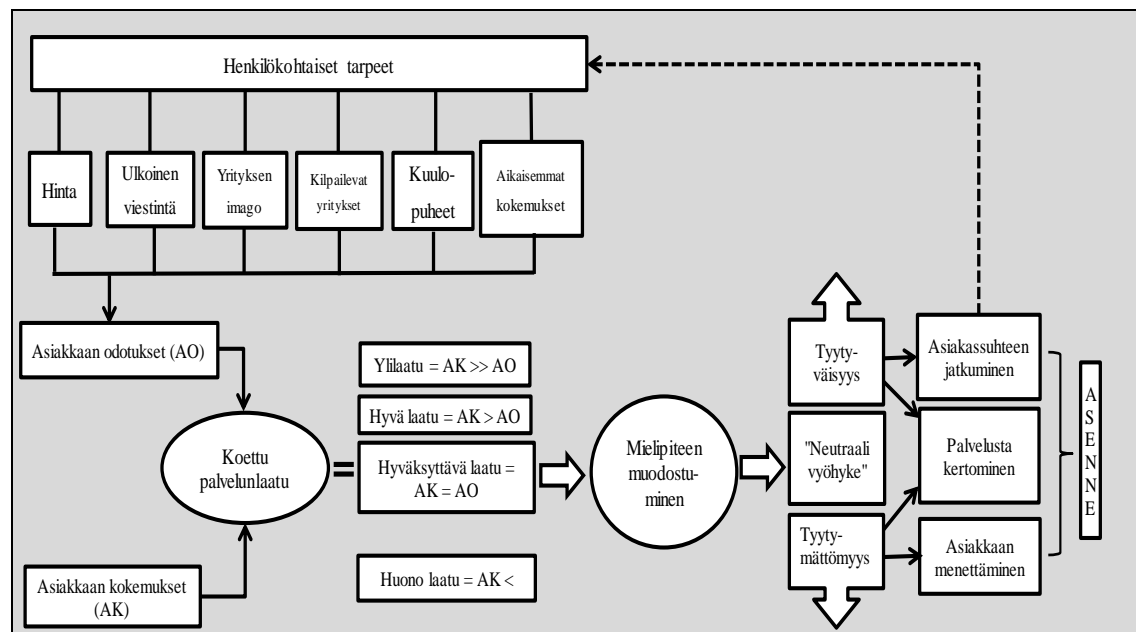 Henkilökohtaiset tarpeet
Hinta
Ulkoinen
viestintä
Yrityksen
imago
Kilpailevat
yritykset
Kuulo-
puheet
Aikaisemmat
kokemukset
Asiakkaan odotukset (AO)
Asiakkaan kokemukset
(AK)
Koettu
palvelunlaatu
=
Ylilaatu = AK >> AO
Hyvä laatu = AK > AO
Hyväksyttävä laatu =
AK = AO
Huono laatu = AK <
Mielipiteen
muodostu-
minen
Tyyty-
väisyys
"Neutraali
vyöhyke"
Tyyty-
mättömyys
Asiakassuhteen
jatkuminen
Palvelusta
kertominen
Asiakkaan
menettäminen
A
S
E
N
N
E